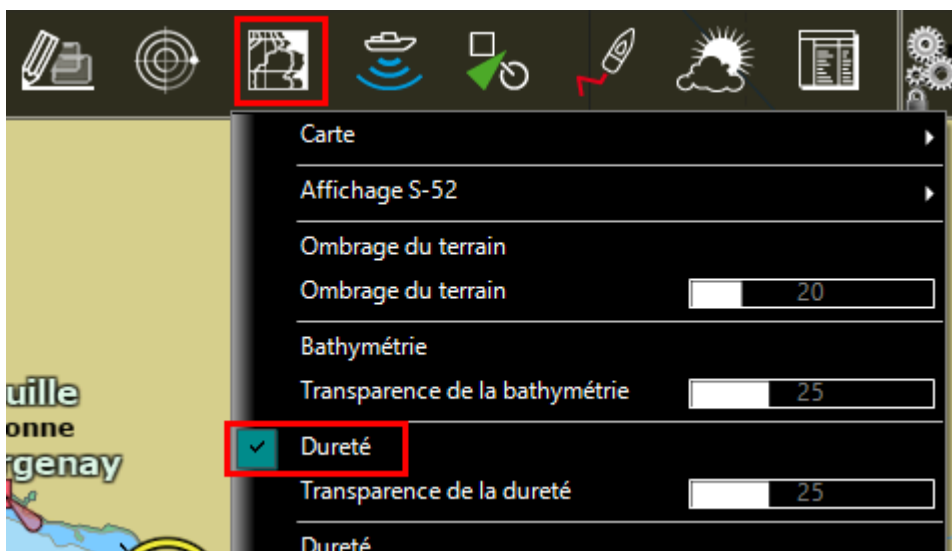 Carte
Affichage S-52
Ombrage du terrain
Ombrage du terrain 20
Bathymétrie
Transparence de la bathymétrie 25
uille
onne
rgenay
Dureté
Transparence de la dureté 25
Dureté